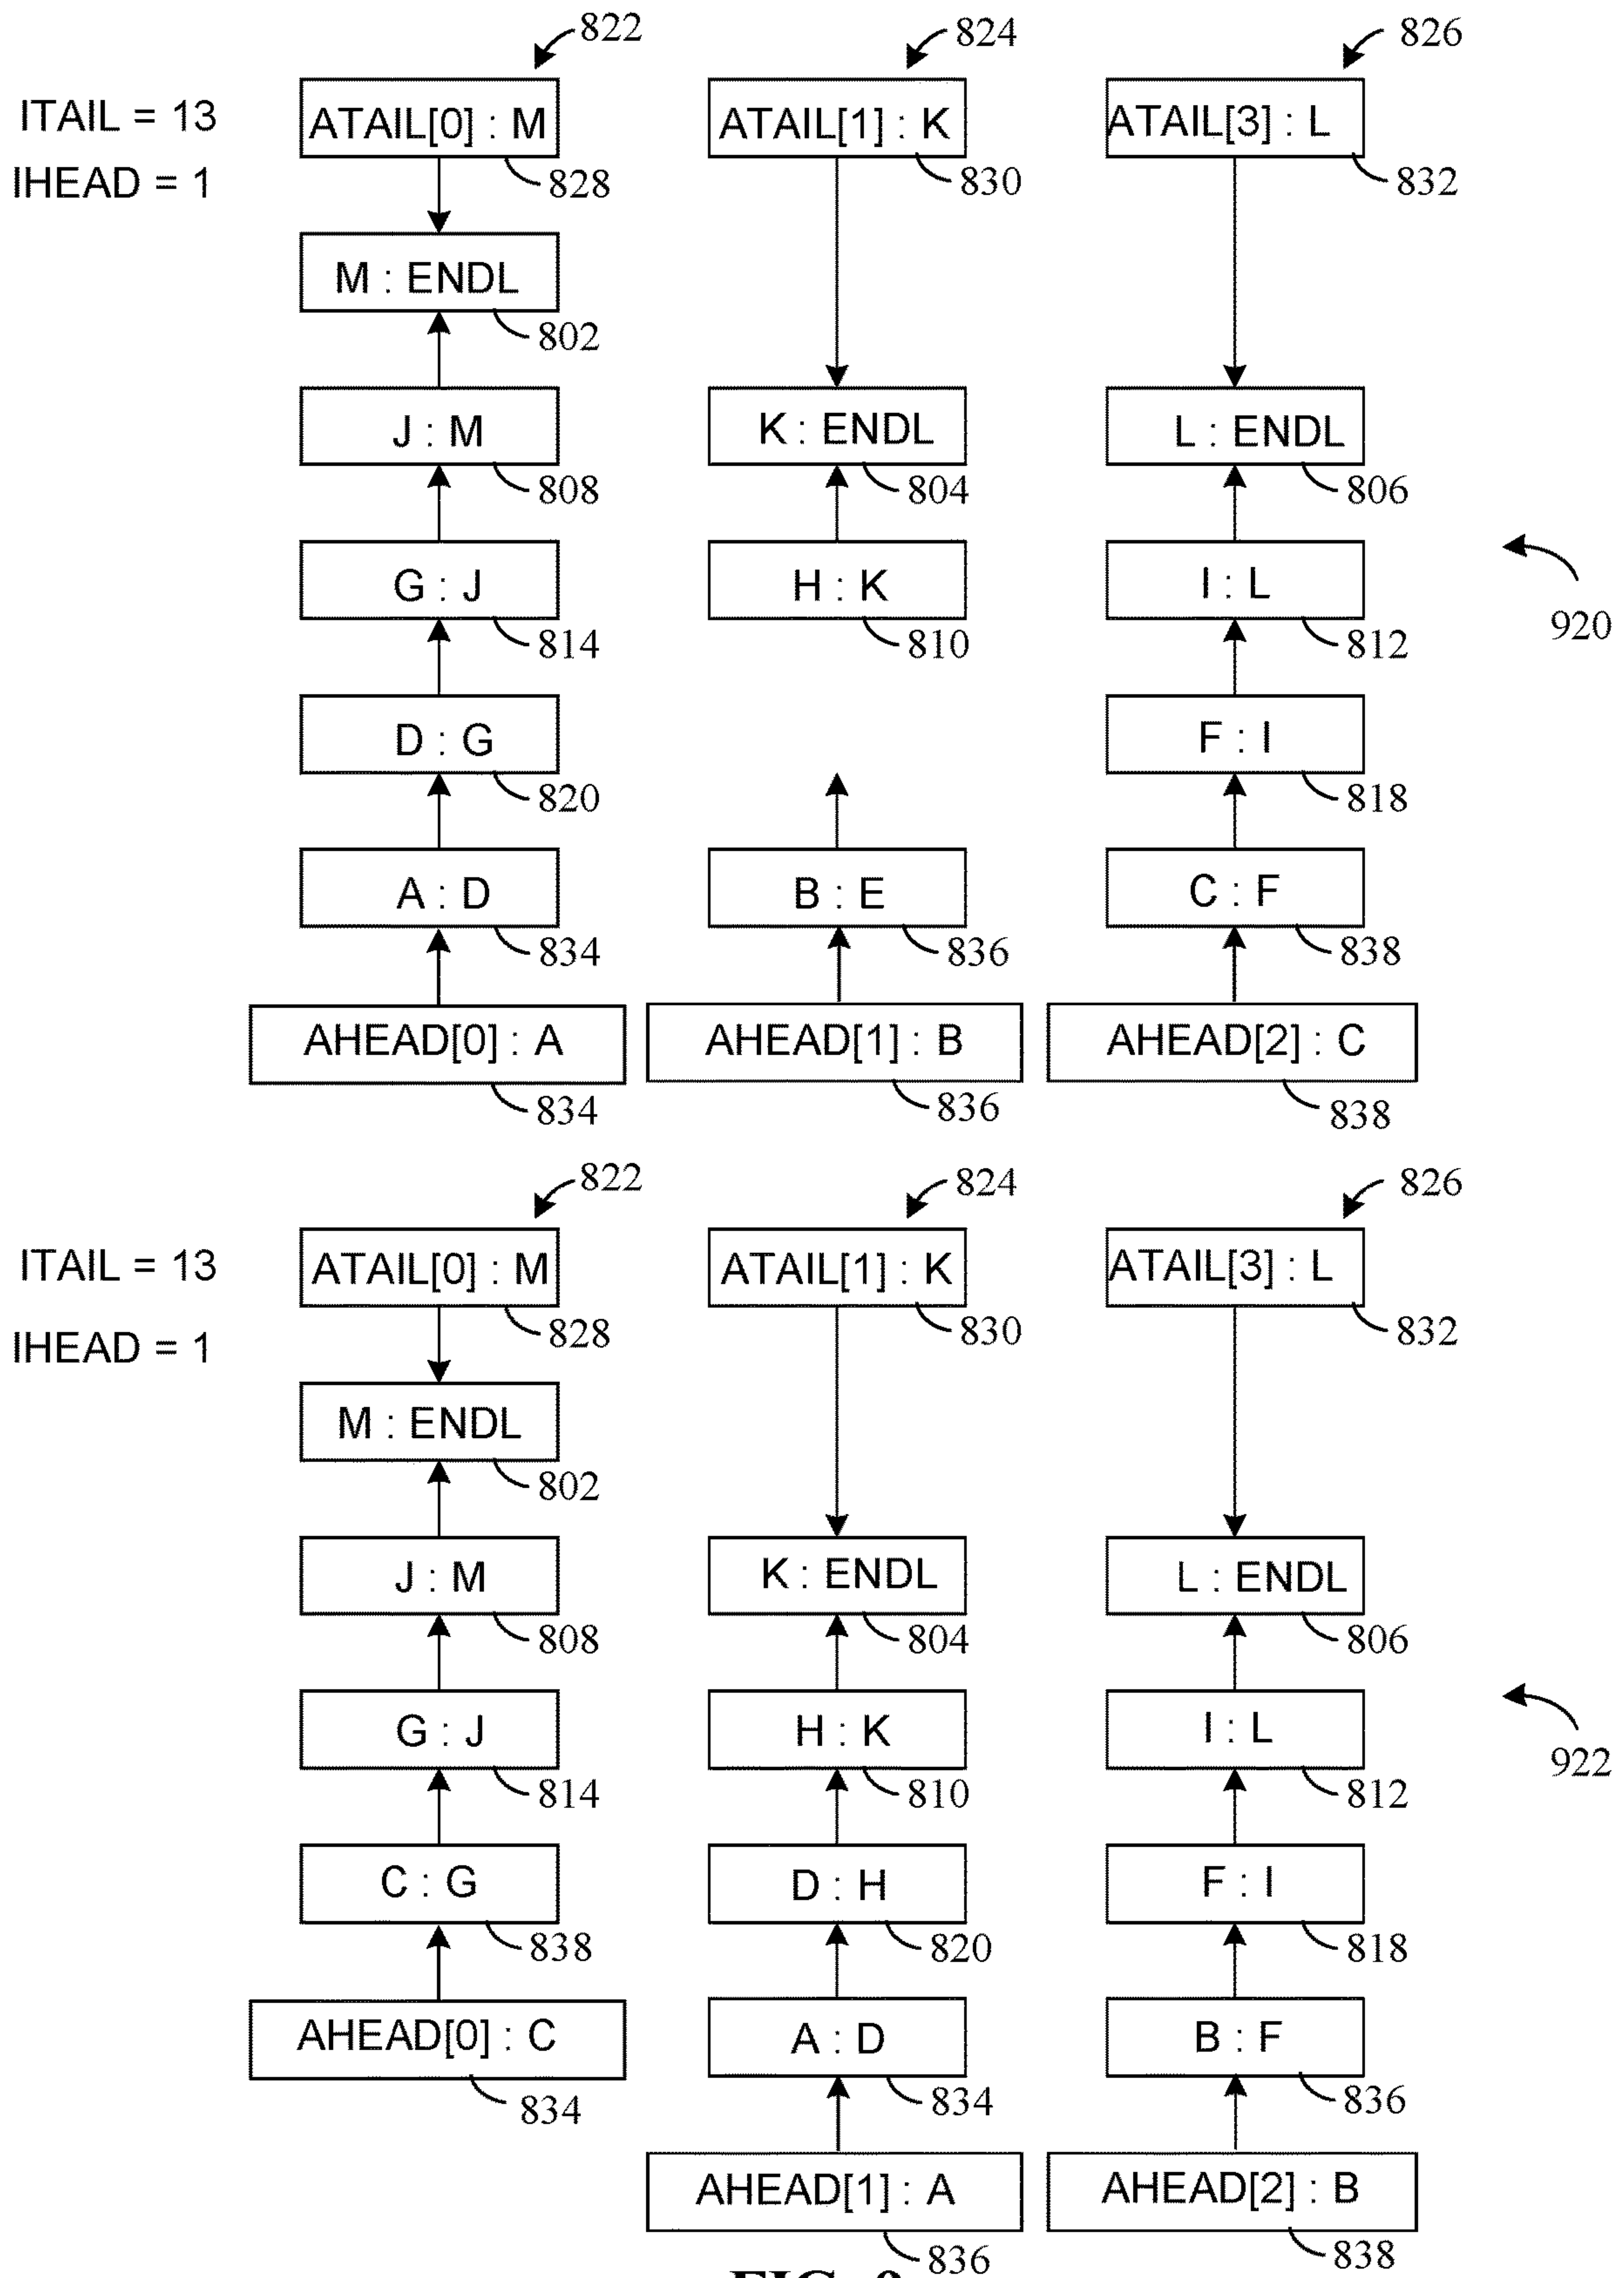 822 824 826
ITAIL = 13 ATAIL[0] : M ATAIL[1] : K ATAIL[3] : L
IHEAD = 1 828 830 832
M : ENDL
802
J : M K : ENDL L : ENDL
808 804 806
G : J H : K I : L
814 810 812 920
D : G F : I
820 818
A : D B : E C : F
834 836 838
AHEAD[0] : A AHEAD[1] : B AHEAD[2] : C
834 836 838
822 824 826
ITAIL = 13 ATAIL[0] : M ATAIL[1] : K ATAIL[3] : L
IHEAD = 1 828 830 832
M : ENDL
802
J : M K : ENDL L : ENDL
808 804 806
G : J H : K I : L
814 810 812 922
C : G D : H F : I
838 820 818
AHEAD[0] : C A : D B : F
834 834 836
AHEAD[1] : A AHEAD[2] : B
836 838